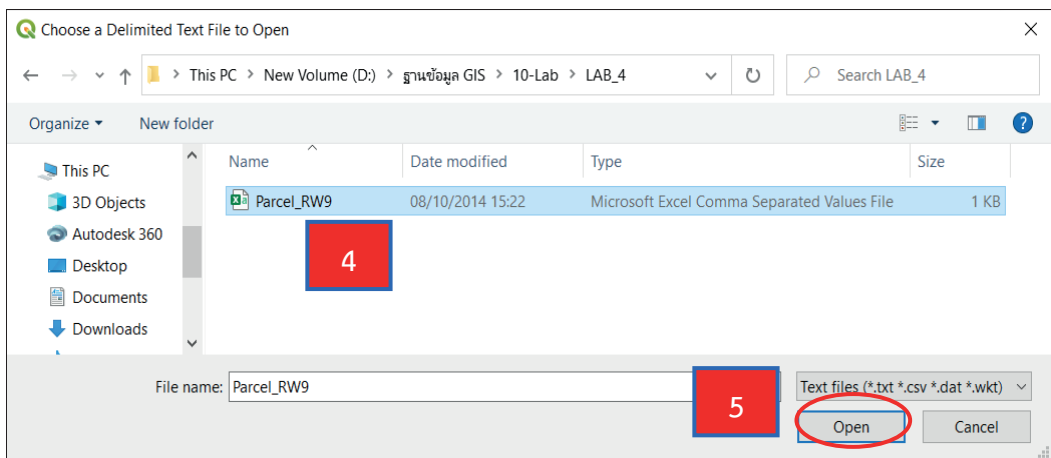 Choose a Delimited Text File to Open
This PC > New Volume (D:) > ฐานข้อมูล GIS > 10-Lab > LAB_4
Search LAB_4
Organize
New folder
Name
Date modified
Type
Size
This PC
3D Objects
Autodesk 360
Desktop
Documents
Downloads
Parcel_RW9
08/10/2014 15:22
Microsoft Excel Comma Separated Values File
1 KB
4
File name: Parcel_RW9
Text files (*.txt *.csv *.dat *.wkt)
5
Open
Cancel